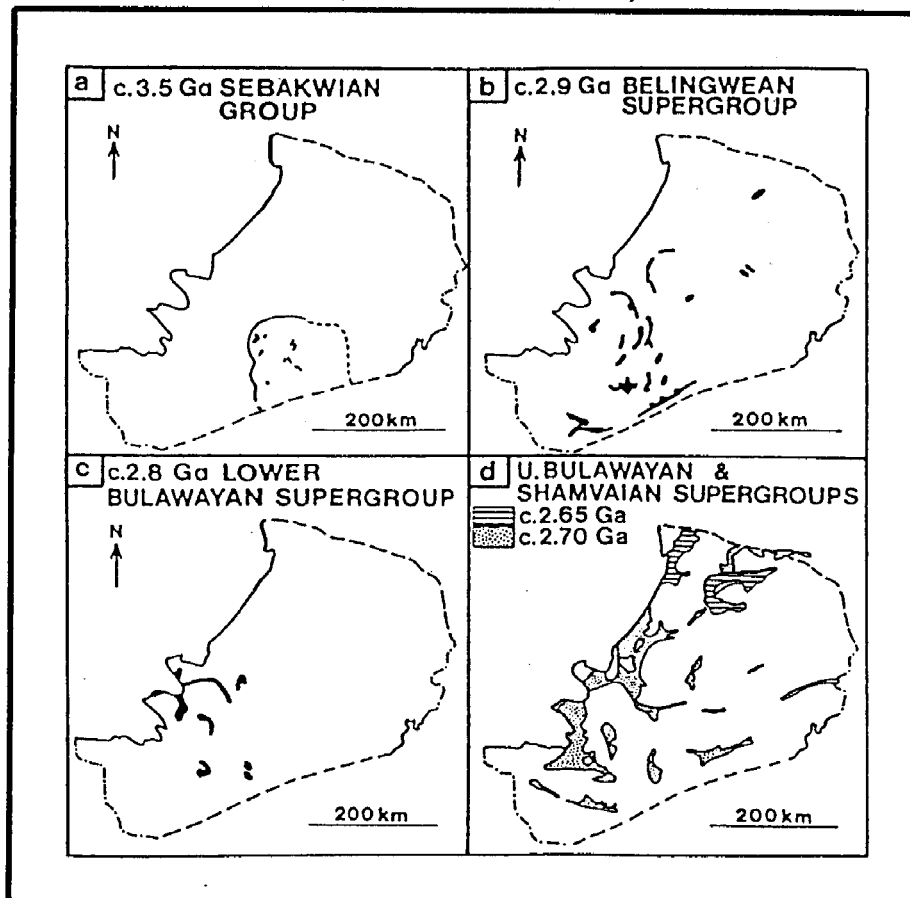 a c.3.5 Ga SEBAKWIAN
GROUP
N
200km
b c.2.9 Ga BELINGWEAN
SUPERGROUP
N
200km
c c.2.8 Ga LOWER
BULAWAYAN SUPERGROUP
N
200km
d U.BULAWAYAN &
SHAMVAIAN SUPERGROUPS
c.2.65 Ga
c.2.70 Ga
200km